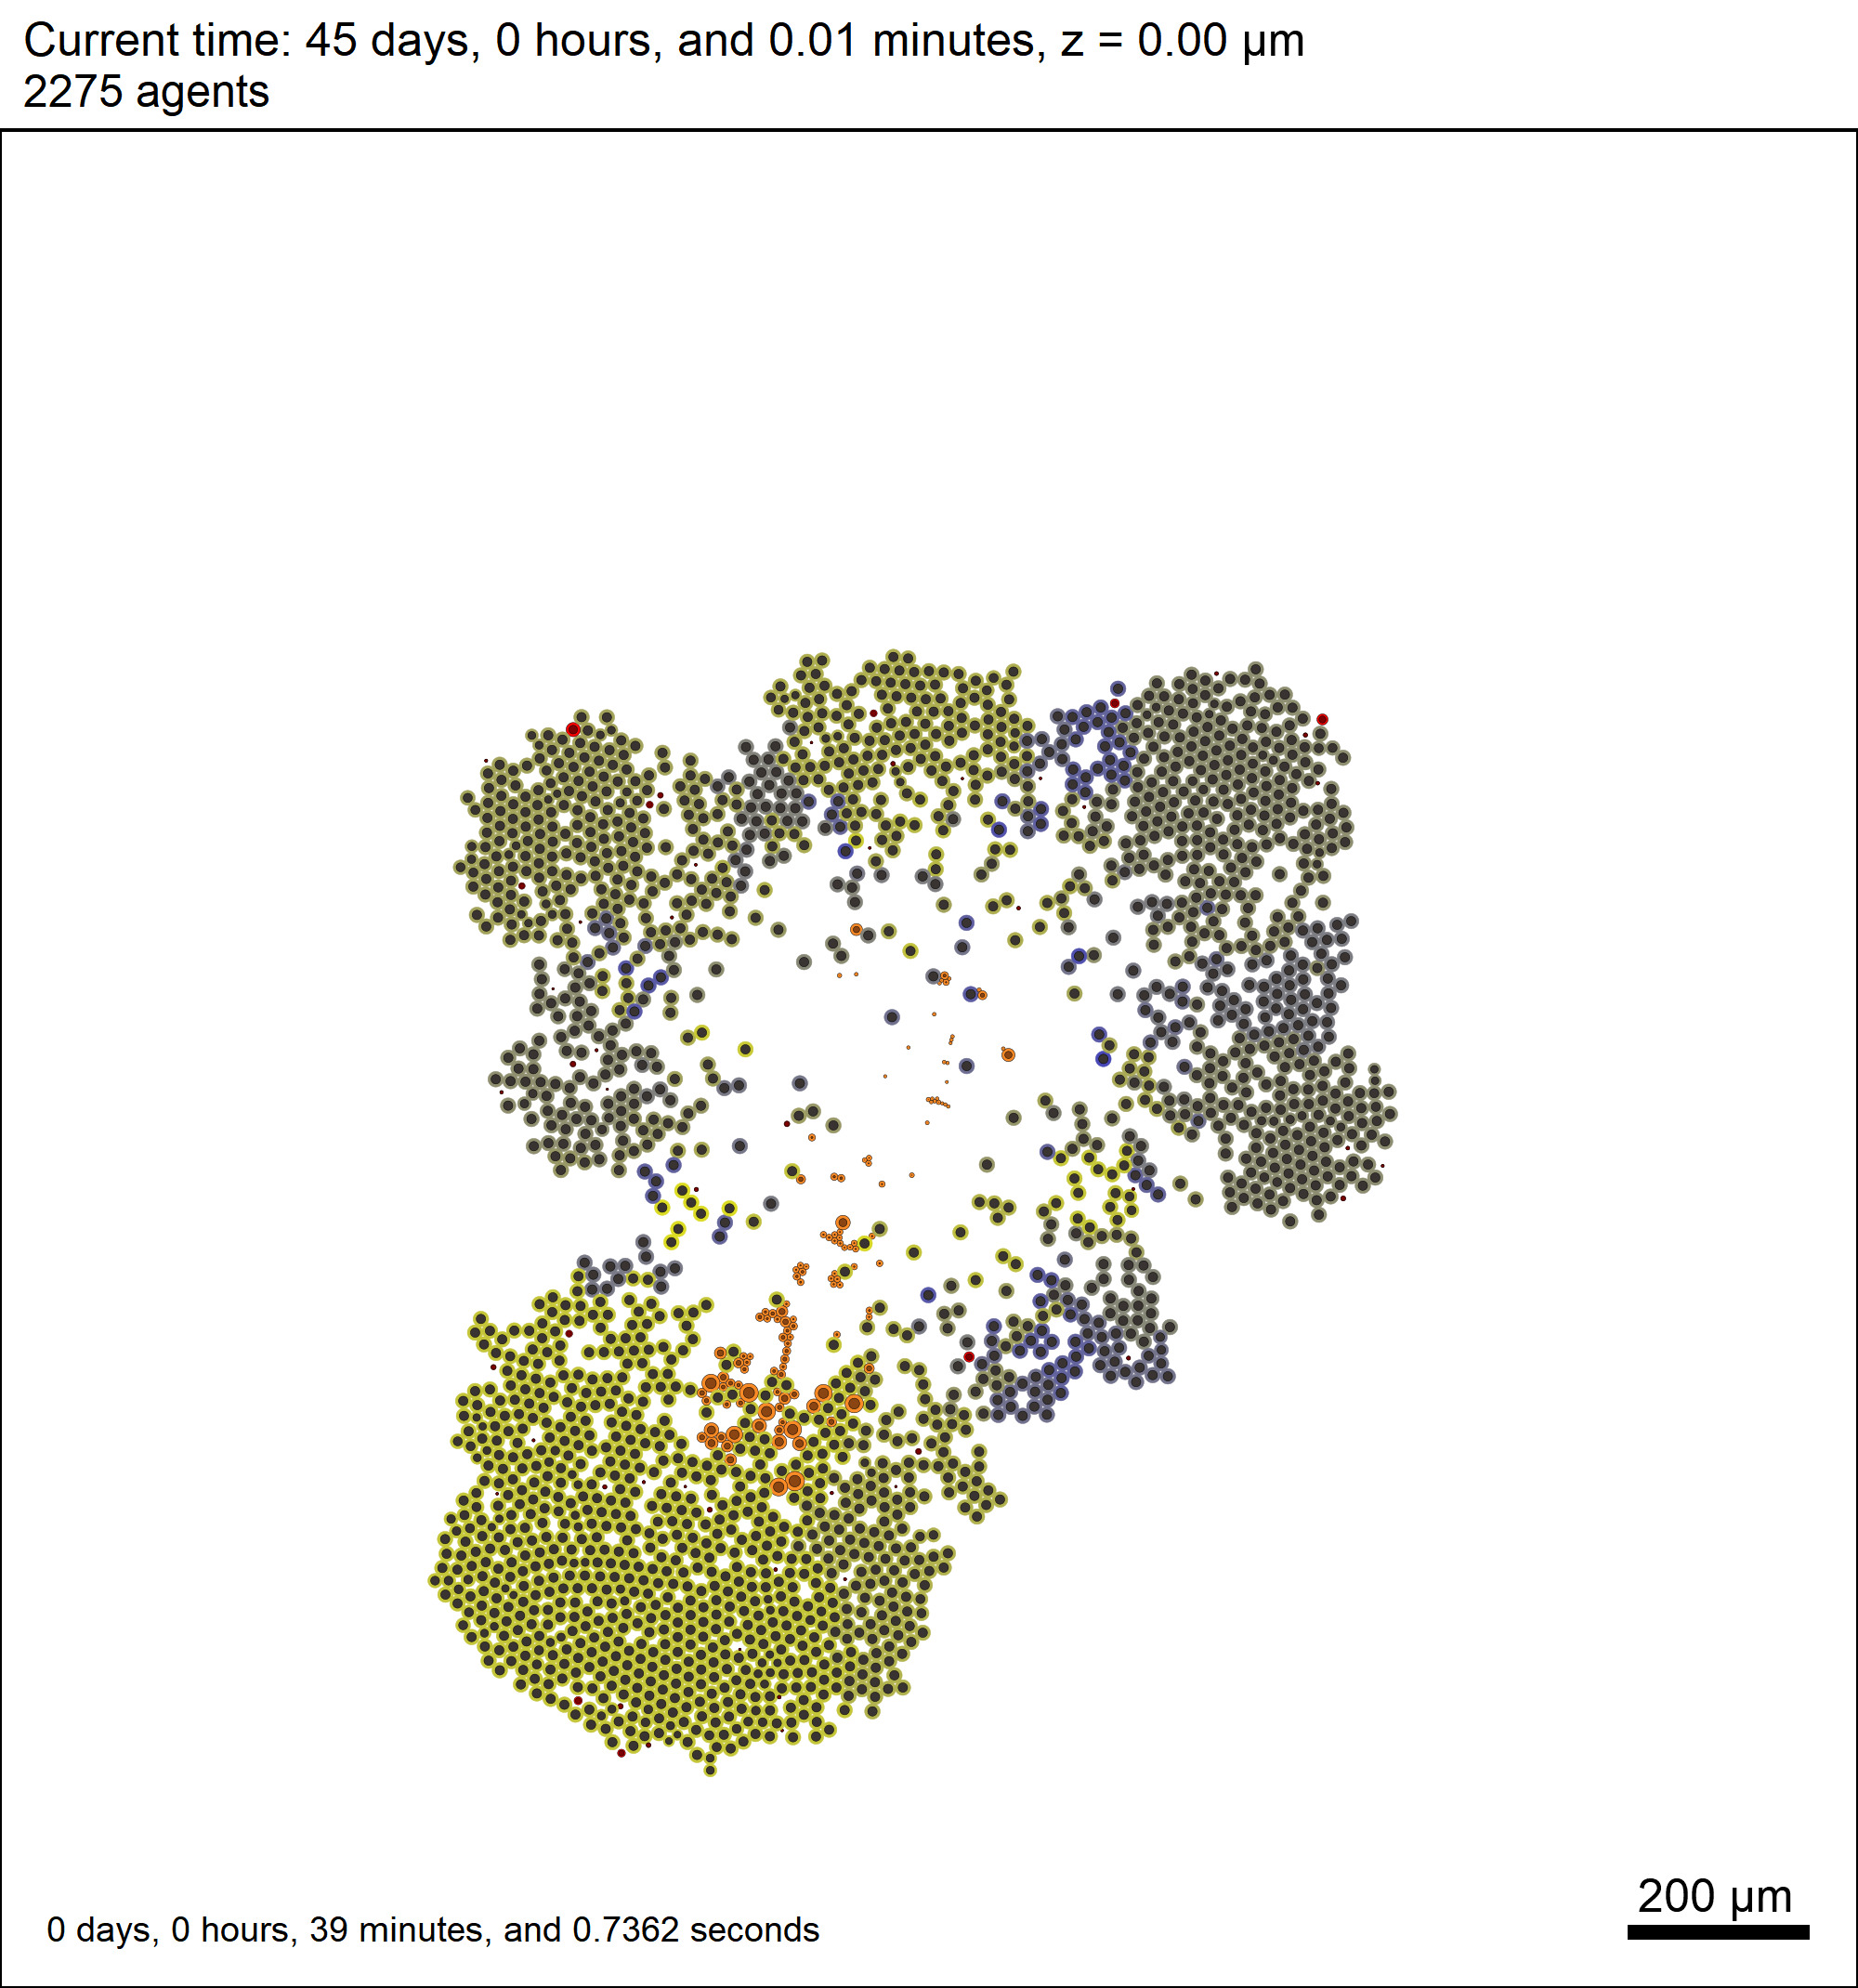 Current time: 45 days, 0 hours, and 0.01 minutes, z = 0.00 μm
2275 agents
200 μm
0 days, 0 hours, 39 minutes, and 0.7362 seconds